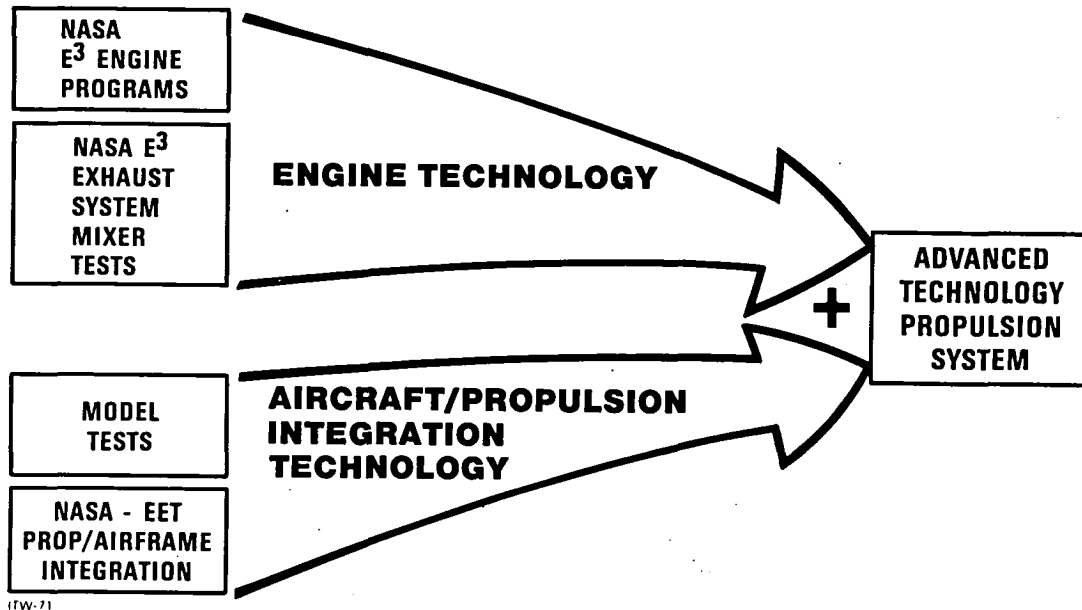 NASA
E³ ENGINE
PROGRAMS
NASA E³
EXHAUST
SYSTEM
MIXER
TESTS
ENGINE TECHNOLOGY
+
ADVANCED
TECHNOLOGY
PROPULSION
SYSTEM
MODEL
TESTS
AIRCRAFT/PROPULSION
INTEGRATION
TECHNOLOGY
NASA - EET
PROP/AIRFRAME
INTEGRATION